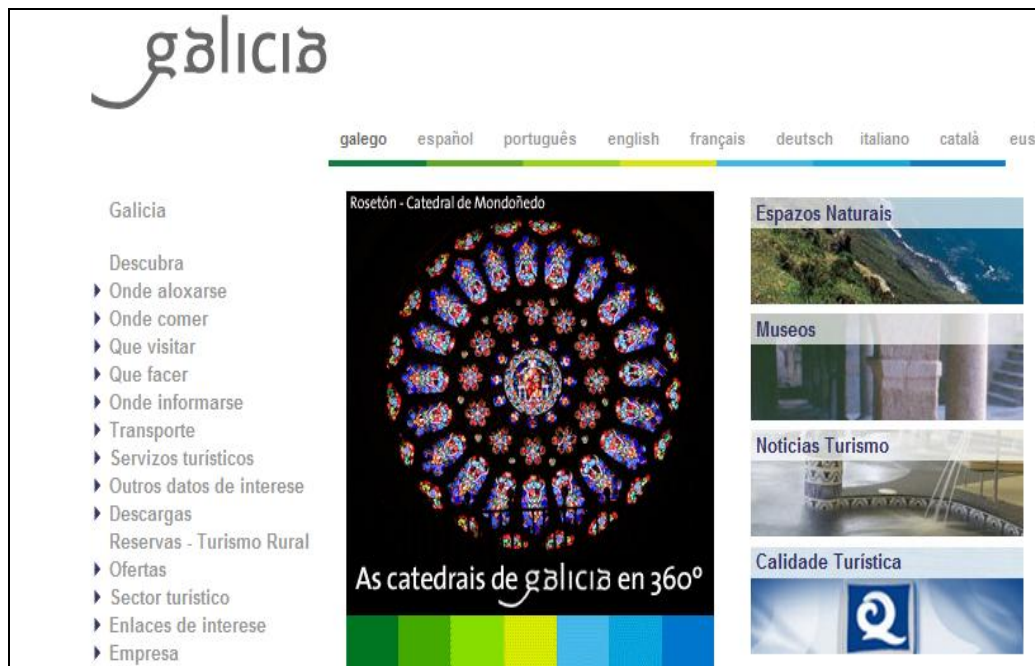 galicia
galego español português english français deutsch italiano català eus
Galicia
Descubra
Onde aloxarse
Onde comer
Que visitar
Que facer
Onde informarse
Transporte
Servizos turísticos
Outros datos de interese
Descargas
Reservas - Turismo Rural
Ofertas
Sector turístico
Enlaces de interese
Empresa
Rosetón - Catedral de Mondoñedo
As catedrais de galicia en 360º
Espazos Naturais
Museos
Noticias Turismo
Calidade Turística
Q